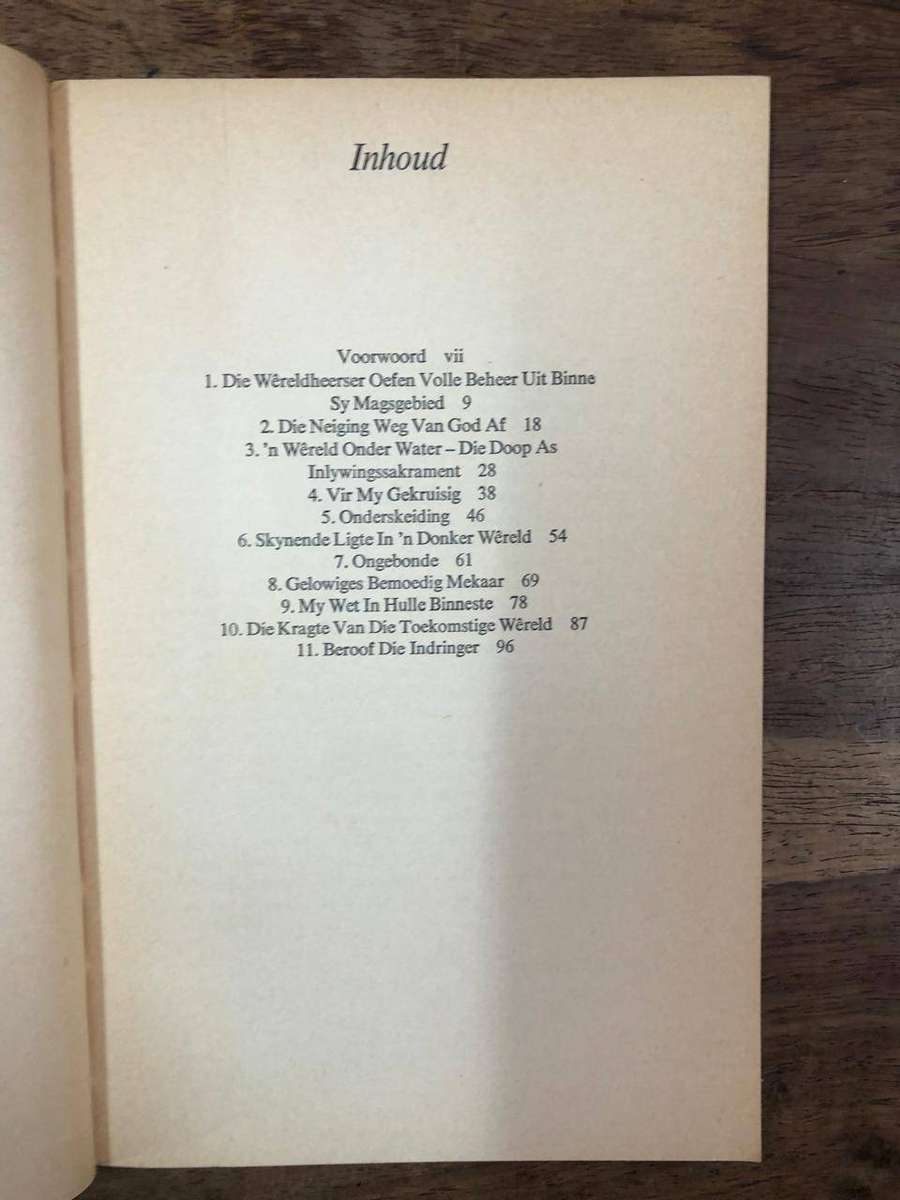 Inhoud
Voorwoord vii
1. Die Wêreldheerser Oefen Volle Beheer Uit Binne
Sy Magsgebied 9
2. Die Neiging Weg Van God Af 18
3. 'n Wêreld Onder Water – Die Doop As
Inlywingssakrament 28
4. Vir My Gekruisig 38
5. Onderskeiding 46
6. Skynende Ligte In 'n Donker Wêreld 54
7. Ongebonde 61
8. Gelowiges Bemoedig Mekaar 69
9. My Wet In Hulle Binneste 78
10. Die Kragte Van Die Toekomstige Wêreld 87
11. Beroof Die Indringer 96